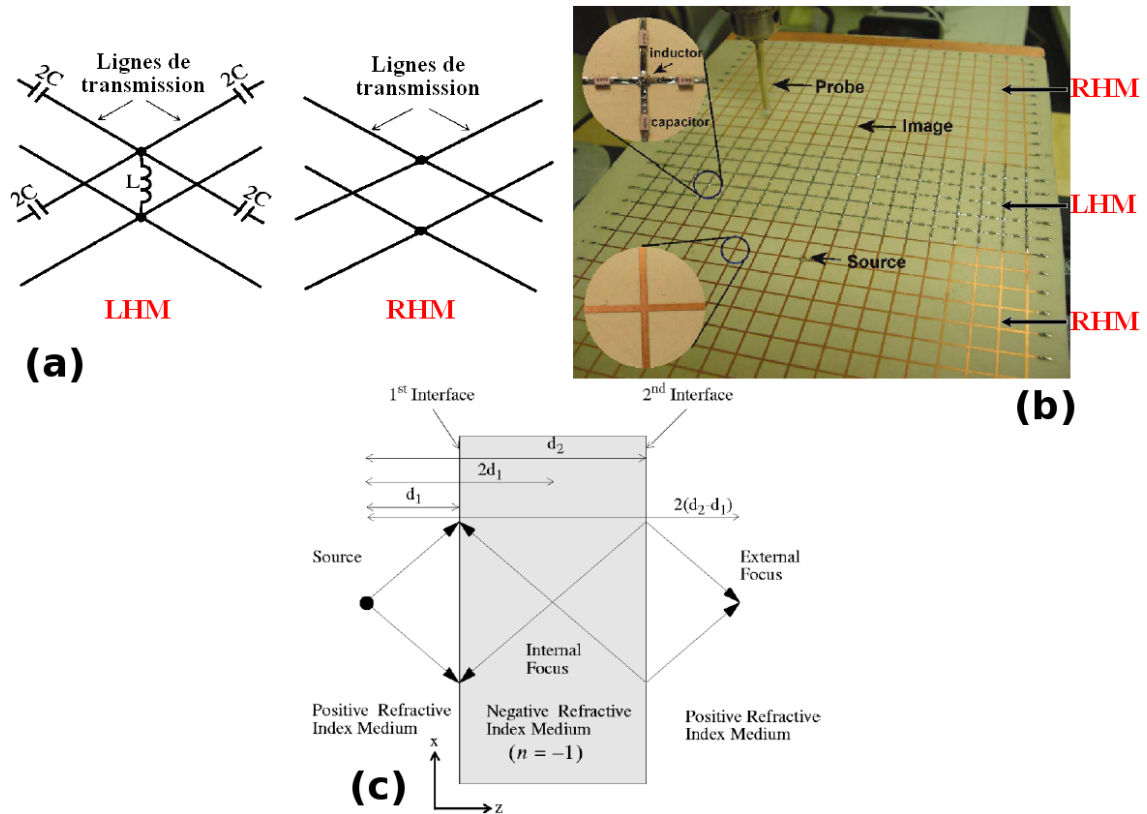 Lignes de
transmission
2C
2C
L
2C
2C
LHM
Lignes de
transmission
RHM
(a)
inductor
capacitor
Probe
Image
Source
RHM
LHM
RHM
(b)
1st Interface
2nd Interface
d2
2d1
d1
2(d2-d1)
Source
External
Focus
Internal
Focus
Positive Refractive
Index Medium
Negative Refractive
Index Medium
(n = −1)
Positive Refractive
Index Medium
x
z
(c)